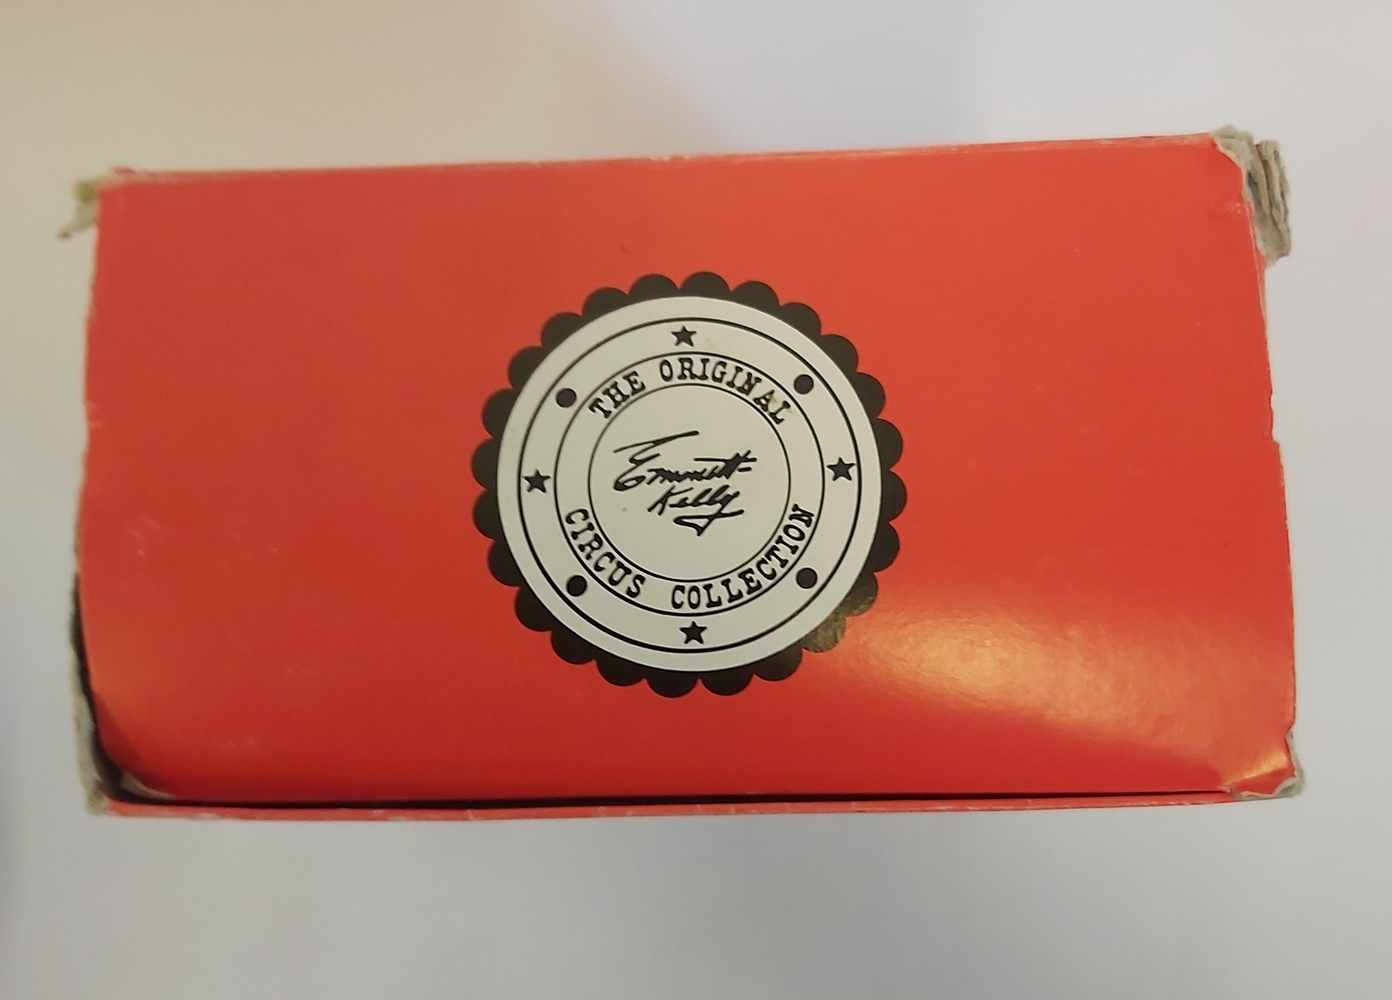 THE ORIGINAL
Emmett
Kelly
CIRCUS COLLECTION